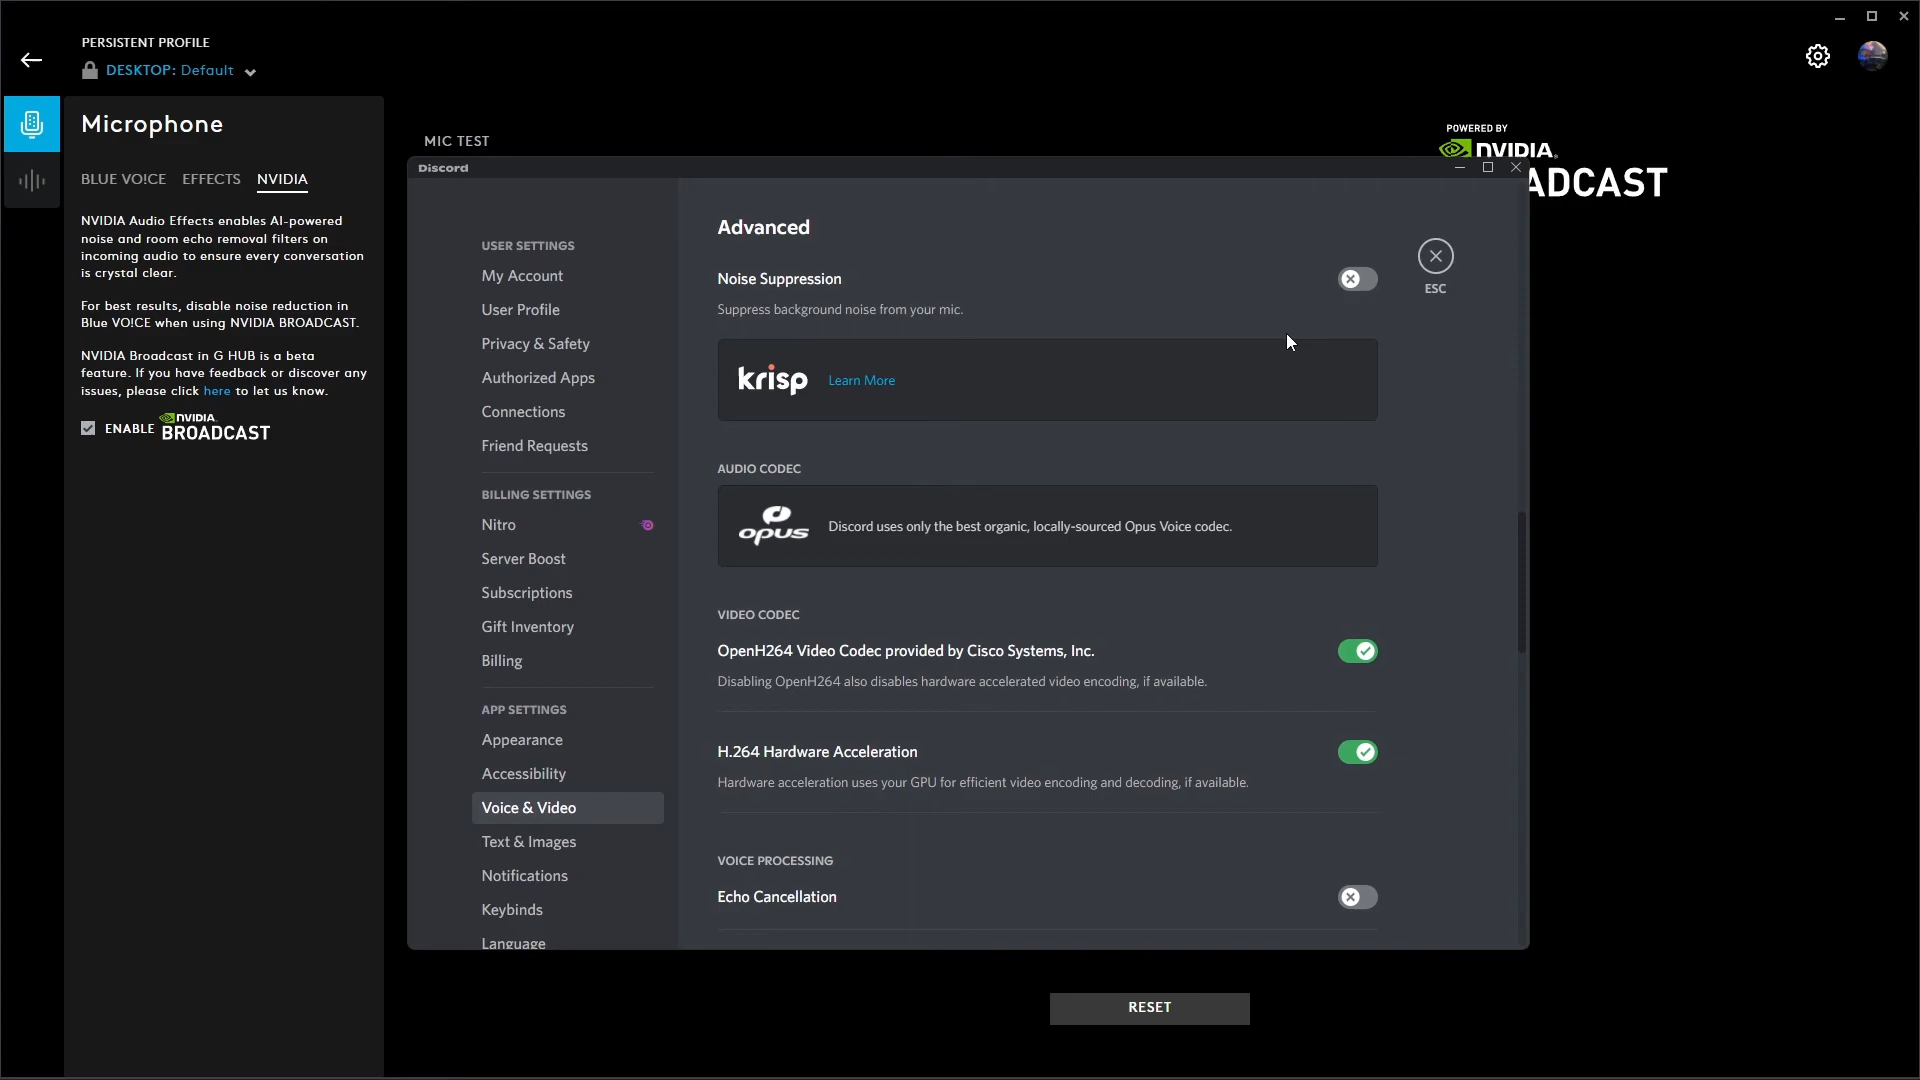 PERSISTENT PROFILE
DESKTOP: Default
Microphone
BLUE VO!CE EFFECTS NVIDIA
NVIDIA Audio Effects enables AI-powered
noise and room echo removal filters on
incoming audio to ensure every conversation
is crystal clear.
For best results, disable noise reduction in
Blue VO!CE when using NVIDIA BROADCAST.
NVIDIA Broadcast in G HUB is a beta
feature. If you have feedback or discover any
issues, please click here to let us know.
ENABLE NVIDIA BROADCAST
MIC TEST
POWERED BY
NVIDIA
ADCAST
Discord
USER SETTINGS
My Account
User Profile
Privacy & Safety
Authorized Apps
Connections
Friend Requests
BILLING SETTINGS
Nitro
Server Boost
Subscriptions
Gift Inventory
Billing
APP SETTINGS
Appearance
Accessibility
Voice & Video
Text & Images
Notifications
Keybinds
Language
Advanced
Noise Suppression
Suppress background noise from your mic.
krisp Learn More
AUDIO CODEC
opus Discord uses only the best organic, locally-sourced Opus Voice codec.
VIDEO CODEC
OpenH264 Video Codec provided by Cisco Systems, Inc.
Disabling OpenH264 also disables hardware accelerated video encoding, if available.
H.264 Hardware Acceleration
Hardware acceleration uses your GPU for efficient video encoding and decoding, if available.
VOICE PROCESSING
Echo Cancellation
ESC
RESET